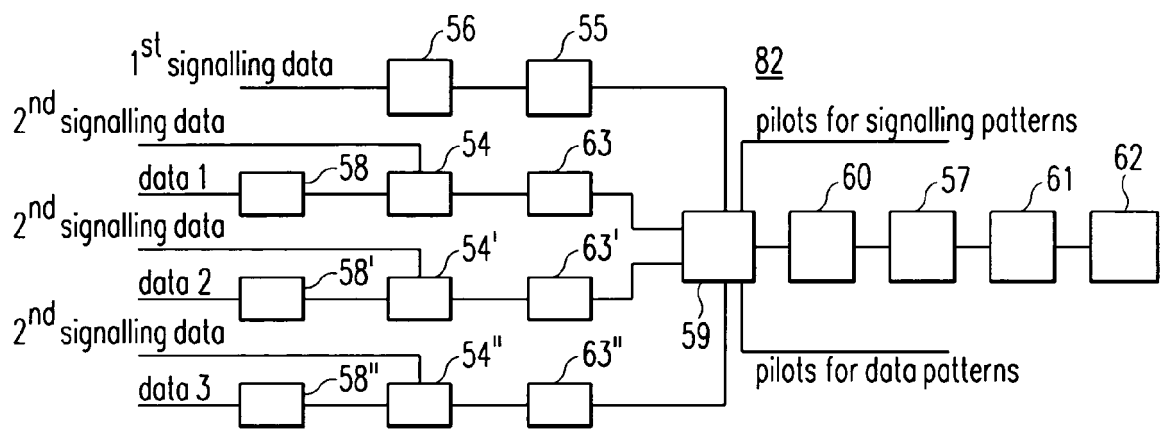 56
55
1st signalling data
82
2nd signalling data
pilots for signalling patterns
54
63
data 1
58
60
57
61
62
2nd signalling data
54'
63'
data 2
58'
59
2nd signalling data
54"
63"
pilots for data patterns
data 3
58"